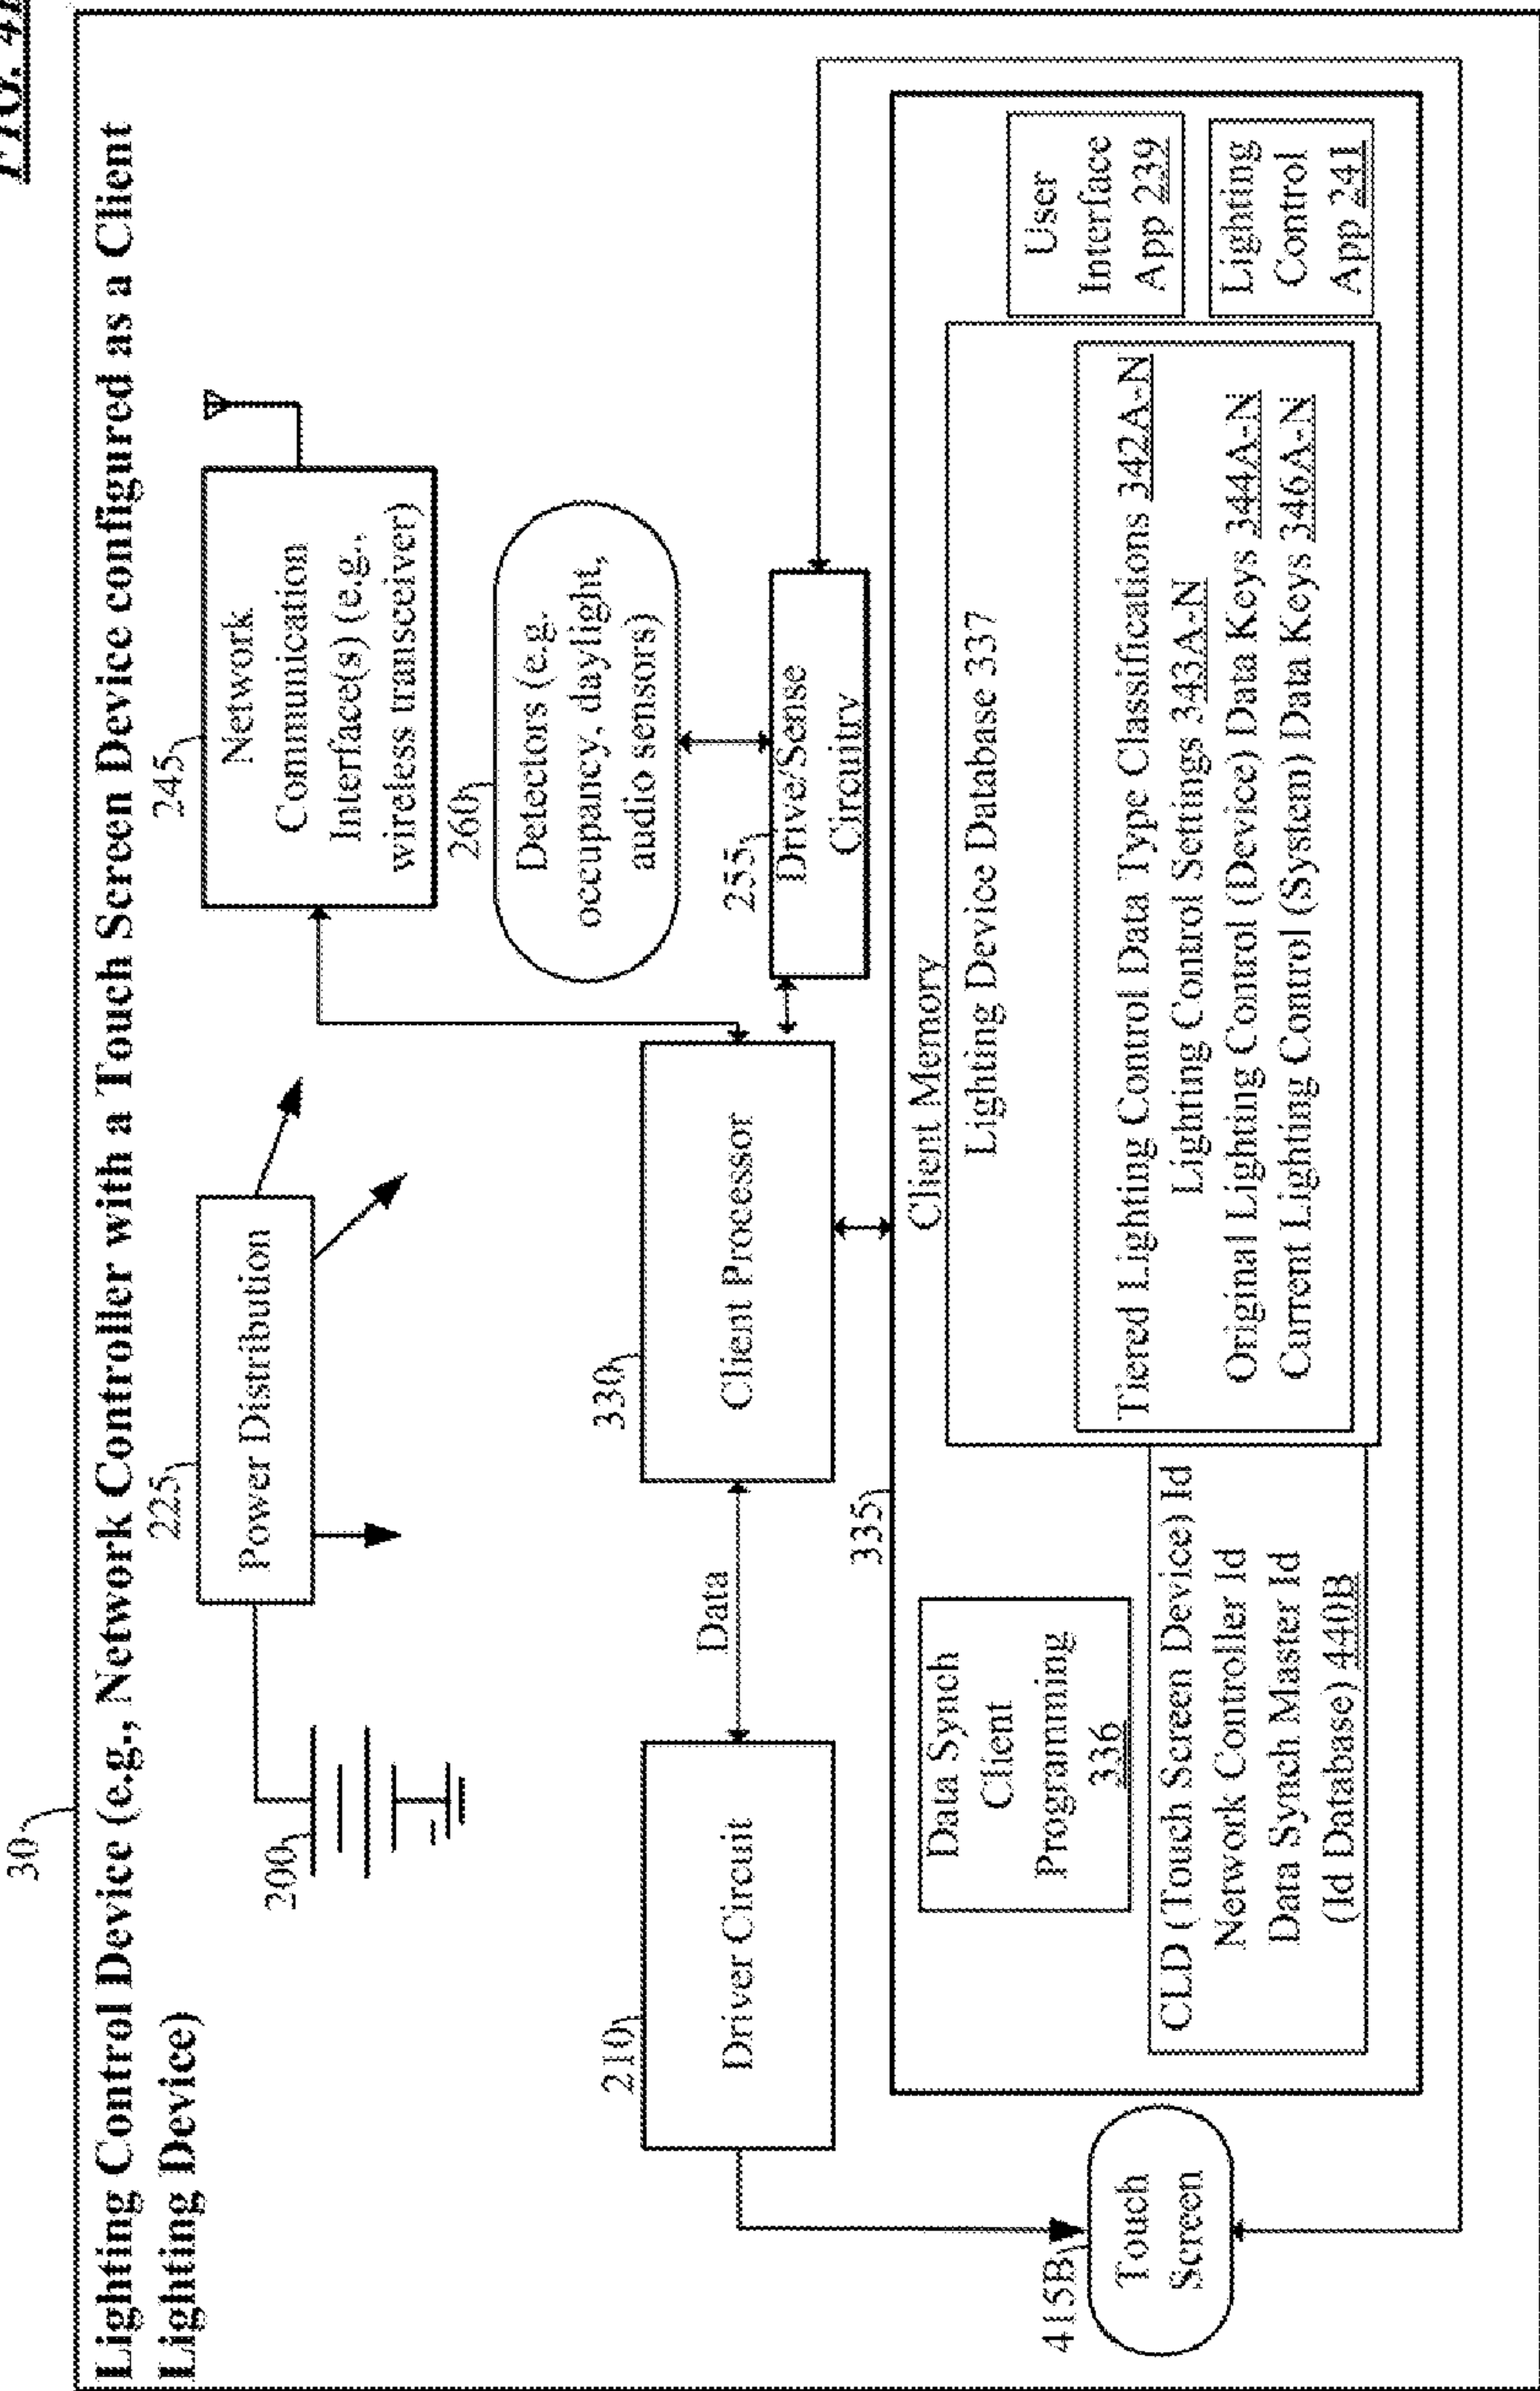 30
Lighting Control Device (e.g., Network Controller with a Touch Screen Device configured as a Client
Lighting Device)
200
225
Power Distribution
245
Network
Communication
Interface(s) (e.g.,
wireless transceiver)
260
Detectors (e.g.
occupancy, daylight,
audio sensors)
210
Driver Circuit
Data
330
Client Processor
255
Drive/Sense
Circuitry
415B
Touch
Screen
335
Client Memory
Data Synch
Client
Programming
336
CLD (Touch Screen Device) Id
Network Controller Id
Data Synch Master Id
(Id Database) 440B
Lighting Device Database 337
Tiered Lighting Control Data Type Classifications 342A-N
Lighting Control Settings 343A-N
Original Lighting Control (Device) Data Keys 344A-N
Current Lighting Control (System) Data Keys 346A-N
User
Interface
App 239
Lighting
Control
App 241